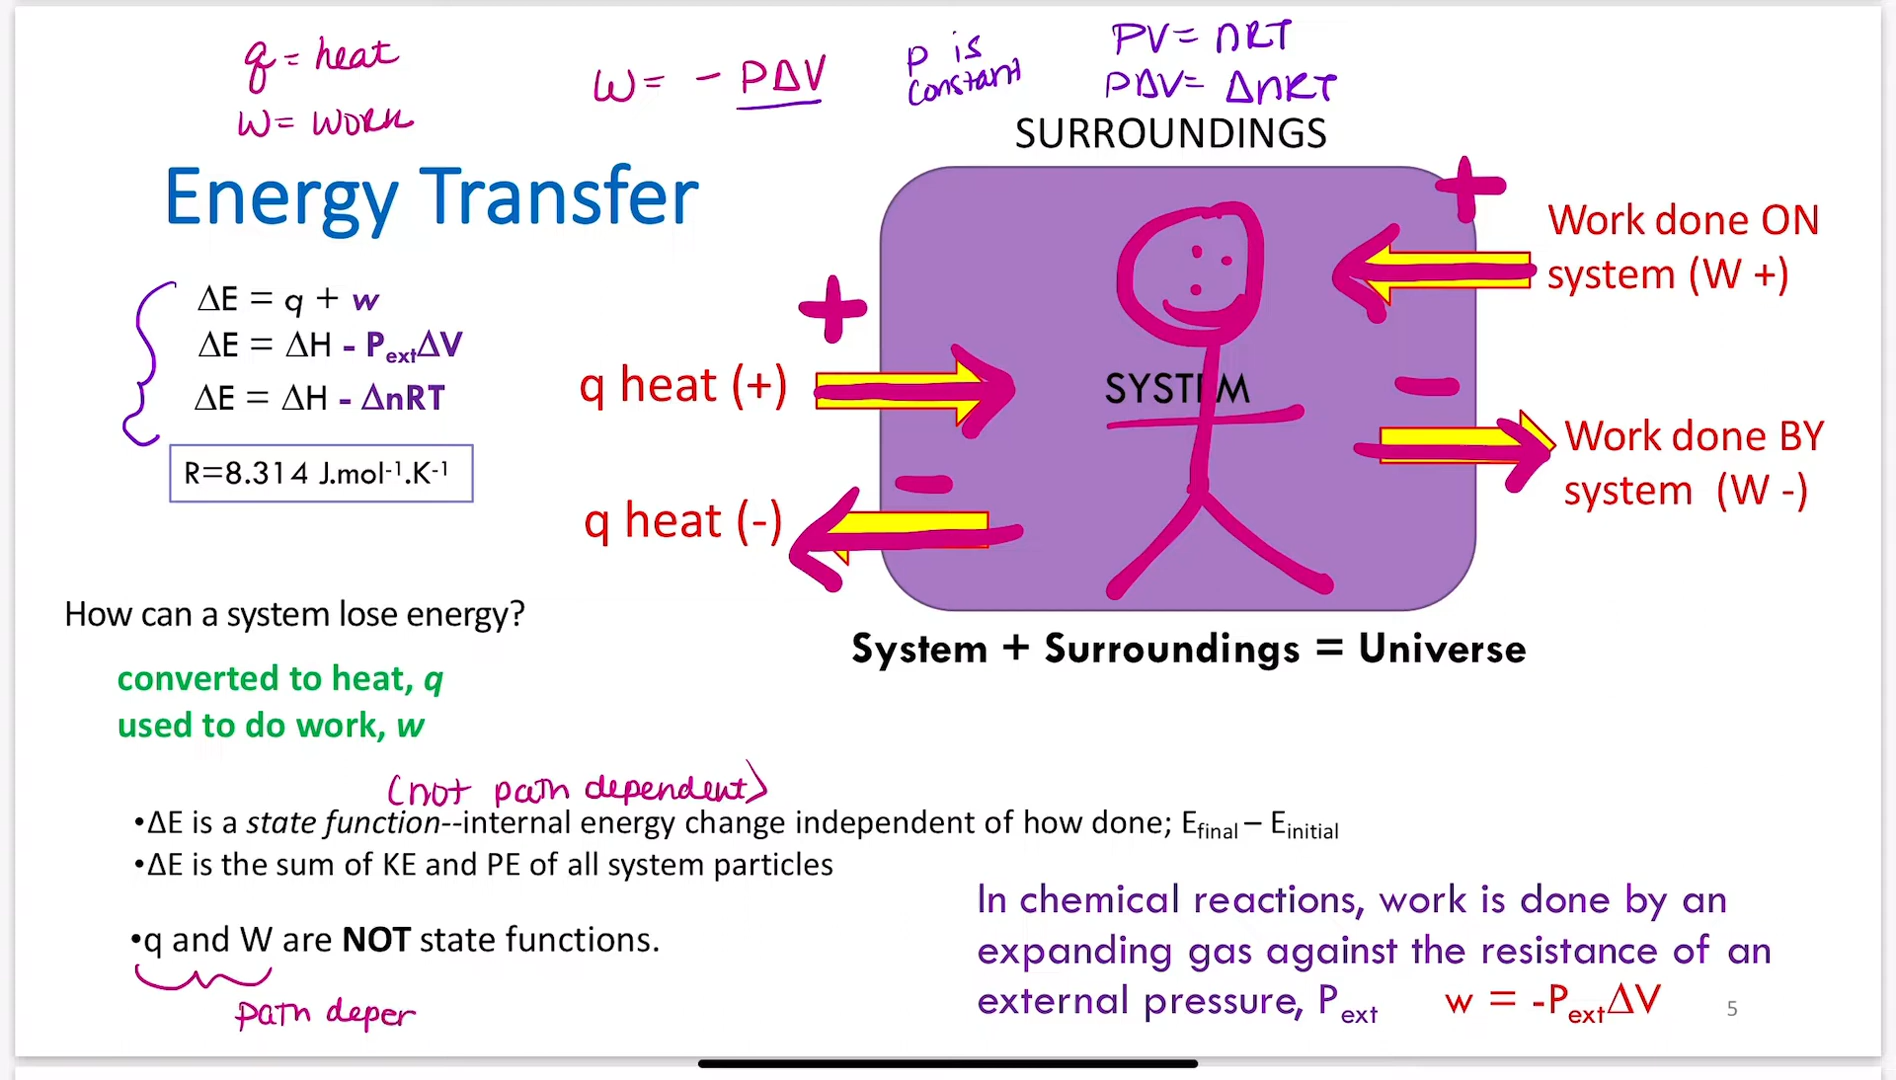 q = heat
W = WORK
W = - PΔV
P is
constant
PV = nRT
PΔV = ΔnRT
SURROUNDINGS
Energy Transfer
ΔE = q + w
ΔE = ΔH - PextΔV
ΔE = ΔH - ΔnRT
R=8.314 J.mol-1.K-1
+
Work done ON
system (W +)
+
q heat (+)
SYSTEM
-
Work done BY
system (W -)
-
q heat (-)
System + Surroundings = Universe
How can a system lose energy?
converted to heat, q
used to do work, w
(not path dependent)
•ΔE is a state function--internal energy change independent of how done; Efinal – Einitial
•ΔE is the sum of KE and PE of all system particles
•q and W are NOT state functions.
path deper
In chemical reactions, work is done by an
expanding gas against the resistance of an
external pressure, Pext w = -PextΔV
5